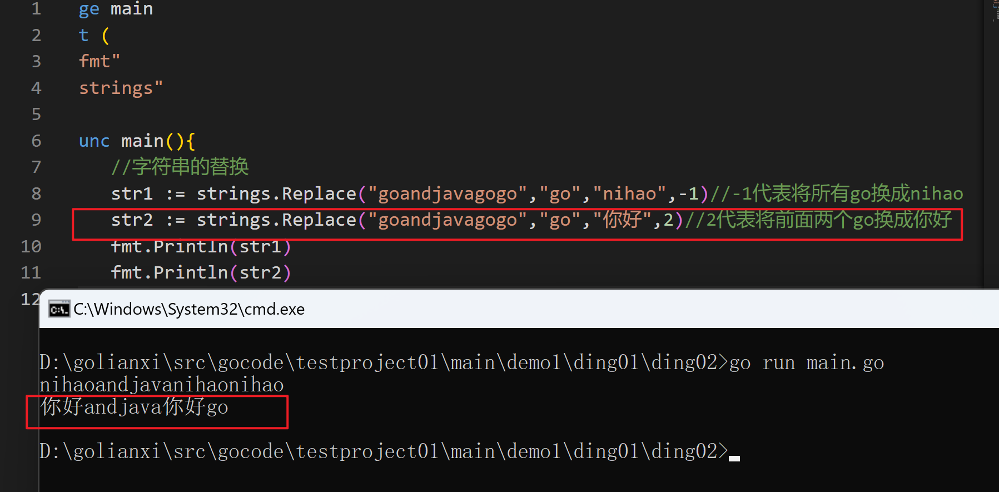 1 ge main
2 t (
3 fmt"
4 strings"
5
6 unc main(){
7 //字符串的替换
8 str1 := strings.Replace("goandjavagogo","go","nihao",-1)//-1代表将所有go换成nihao
9 str2 := strings.Replace("goandjavagogo","go","你好",2)//2代表将前面两个go换成你好
10 fmt.Println(str1)
11 fmt.Println(str2)
12
C:\Windows\System32\cmd.exe
D:\golianxi\src\gocode\testproject01\main\demo1\ding01\ding02>go run main.go
nihaoandjavanihaonihao
你好andjava你好go
D:\golianxi\src\gocode\testproject01\main\demo1\ding01\ding02>